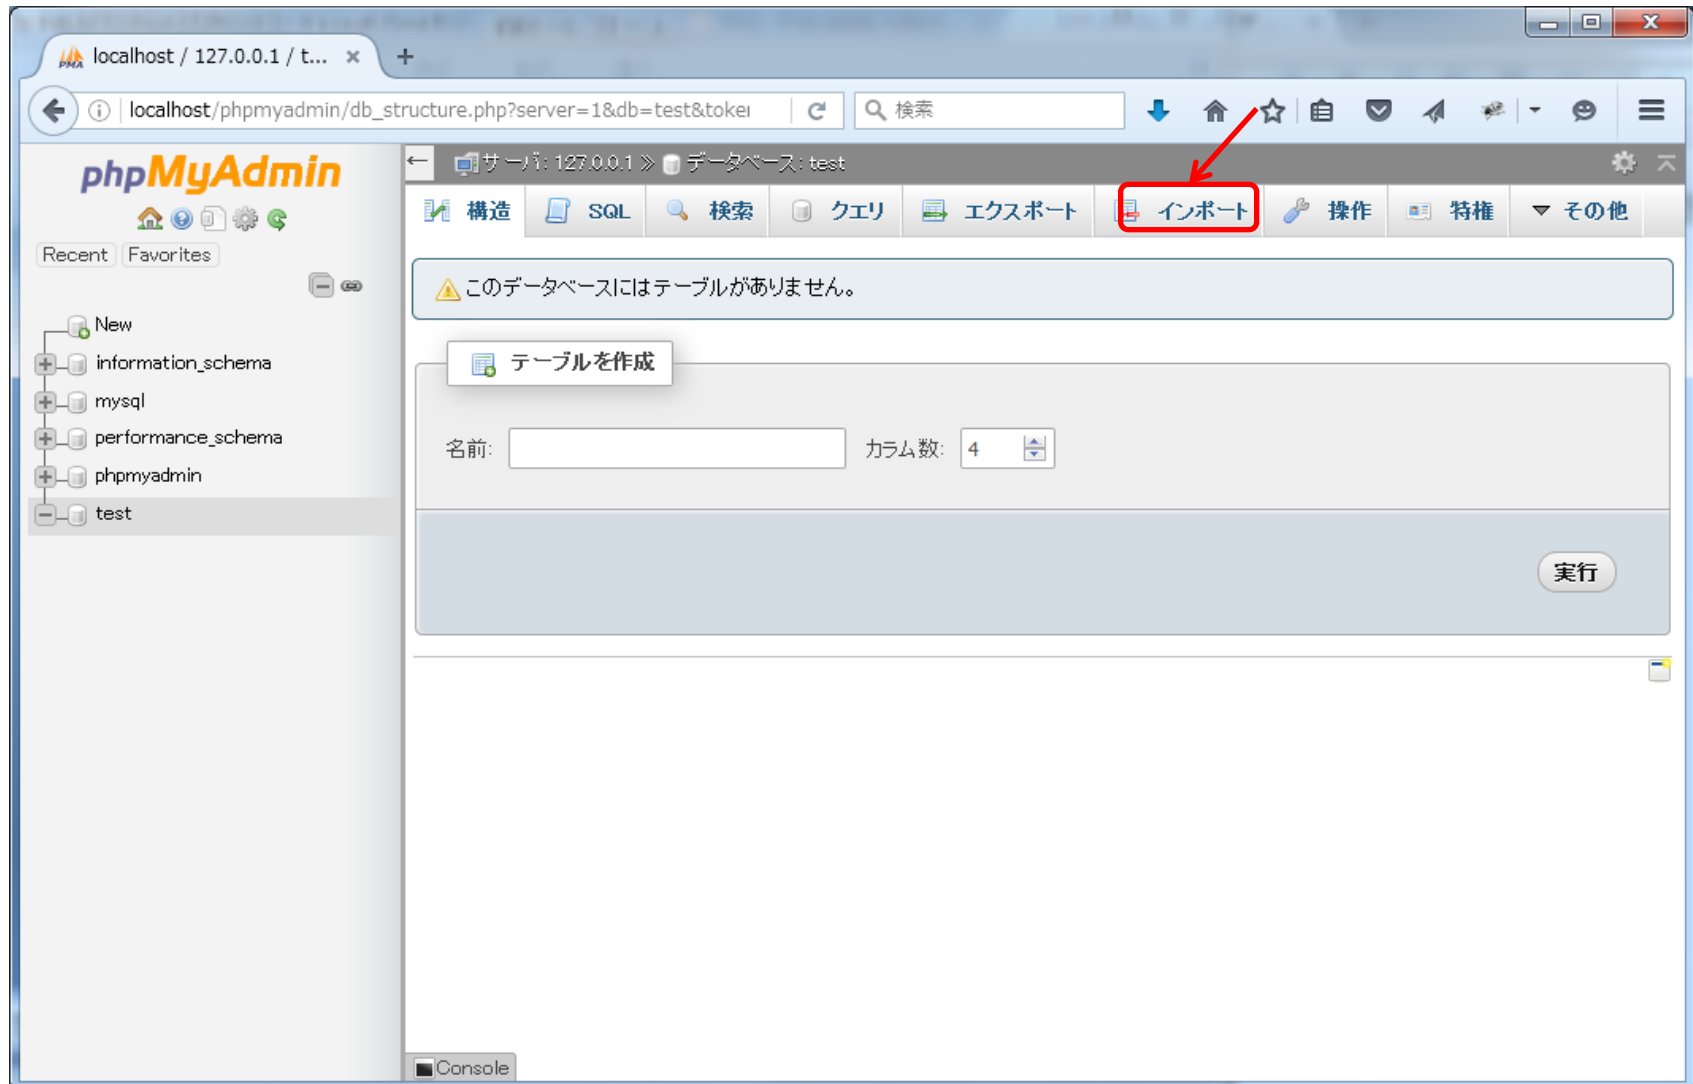 localhost / 127.0.0.1 / t...
localhost/phpmyadmin/db_structure.php?server=1&db=test&token
検索
phpMyAdmin
サーバ: 127.0.0.1 » データベース: test
構造 SQL 検索 クエリ エクスポート インポート 操作 特権 その他
Recent Favorites
このデータベースにはテーブルがありません。
New
information_schema
mysql
performance_schema
phpmyadmin
test
テーブルを作成
名前: カラム数: 4
実行
Console